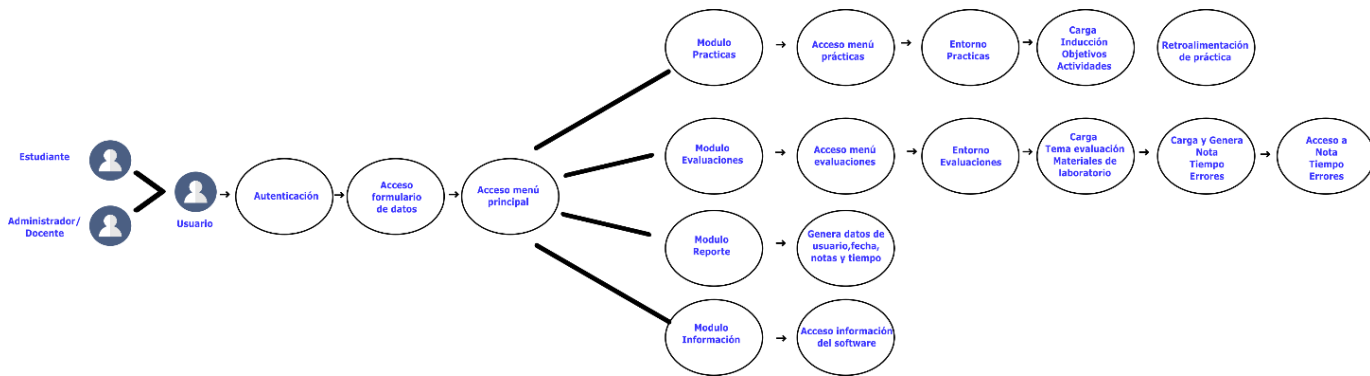 Estudiante
Administrador/
Docente
Usuario
Autenticación
Acceso
formulario
de datos
Acceso menú
principal
Modulo
Practicas
Acceso menú
prácticas
Entorno
Practicas
Carga
Inducción
Objetivos
Actividades
Retroalimentación
de práctica
Modulo
Evaluaciones
Acceso menú
evaluaciones
Entorno
Evaluaciones
Carga
Tema evaluación
Materiales de
laboratorio
Carga y Genera
Nota
Tiempo
Errores
Acceso a
Nota
Tiempo
Errores
Modulo
Reporte
Genera datos de
usuario,fecha,
notas y tiempo
Modulo
Información
Acceso información
del software